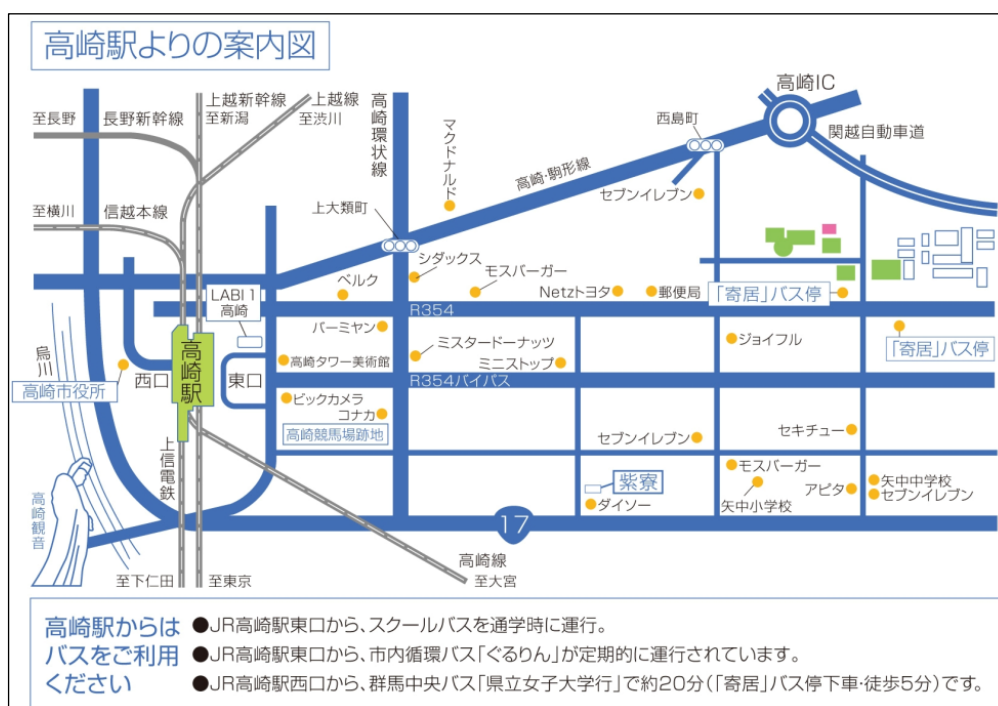 高崎駅よりの案内図
高崎IC
上越新幹線
至新潟
上越線
至渋川
高崎環状線
マクドナルド
西島町
関越自動車道
至長野
長野新幹線
高崎・駒形線
セブンイレブン
至横川
信越本線
上大類町
シダックス
ベルク
モスバーガー
Netzトヨタ
郵便局
「寄居」バス停
LABI 1
高崎
R354
バーミヤン
ミスタードーナッツ
ジョイフル
「寄居」バス停
烏川
高崎駅
西口
東口
高崎タワー美術館
ミニストップ
R354バイパス
高崎市役所
ビックカメラ
コナカ
高崎競馬場跡地
セブンイレブン
セキチュー
上信電鉄
モスバーガー
矢中中学校
紫寮
アピタ
セブンイレブン
ダイソー
矢中小学校
高崎観音
17
高崎線
至下仁田
至東京
至大宮
高崎駅からは
バスをご利用
ください
●JR高崎駅東口から、スクールバスを通学時に運行。
●JR高崎駅東口から、市内循環バス「ぐるりん」が定期的に運行されています。
●JR高崎駅西口から、群馬中央バス「県立女子大学行」で約20分(「寄居」バス停下車・徒歩5分)です。